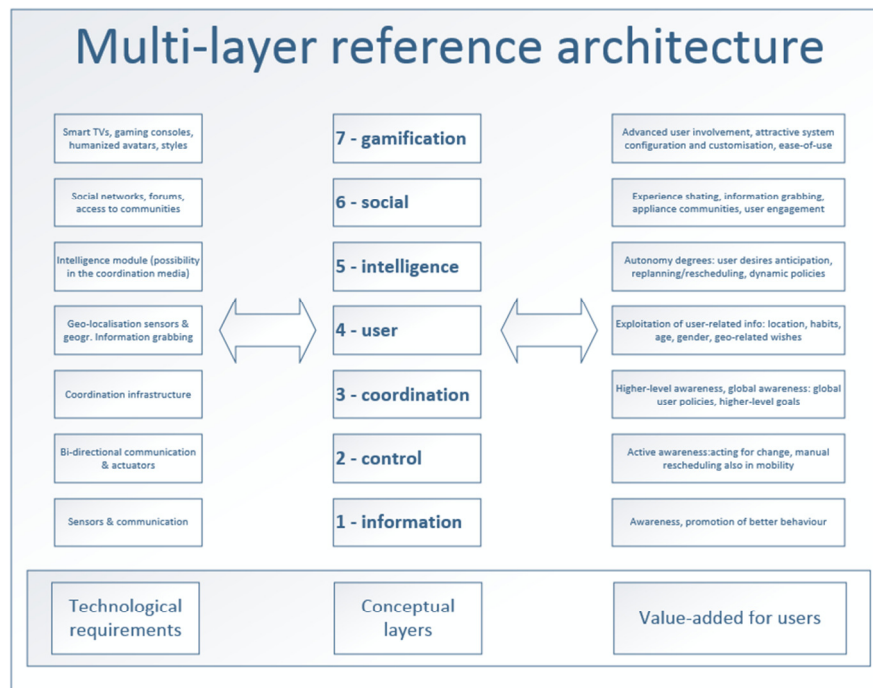 Multi-layer reference architecture
Smart TVs, gaming consoles,
humanized avatars, styles
7 - gamification
Advanced user involvement, attractive system
configuration and customisation, ease-of-use
Social networks, forums,
access to communities
6 - social
Experience shating, information grabbing,
appliance communities, user engagement
Intelligence module (possibility
in the coordination media)
5 - intelligence
Autonomy degrees: user desires anticipation,
replanning/rescheduling, dynamic policies
Geo-localisation sensors &
geogr. Information grabbing
4 - user
Exploitation of user-related info: location, habits,
age, gender, geo-related wishes
Coordination infrastructure
3 - coordination
Higher-level awareness, global awareness: global
user policies, higher-level goals
Bi-directional communication
& actuators
2 - control
Active awareness:acting for change, manual
rescheduling also in mobility
Sensors & communication
1 - information
Awareness, promotion of better behaviour
Technological
requirements
Conceptual
layers
Value-added for users